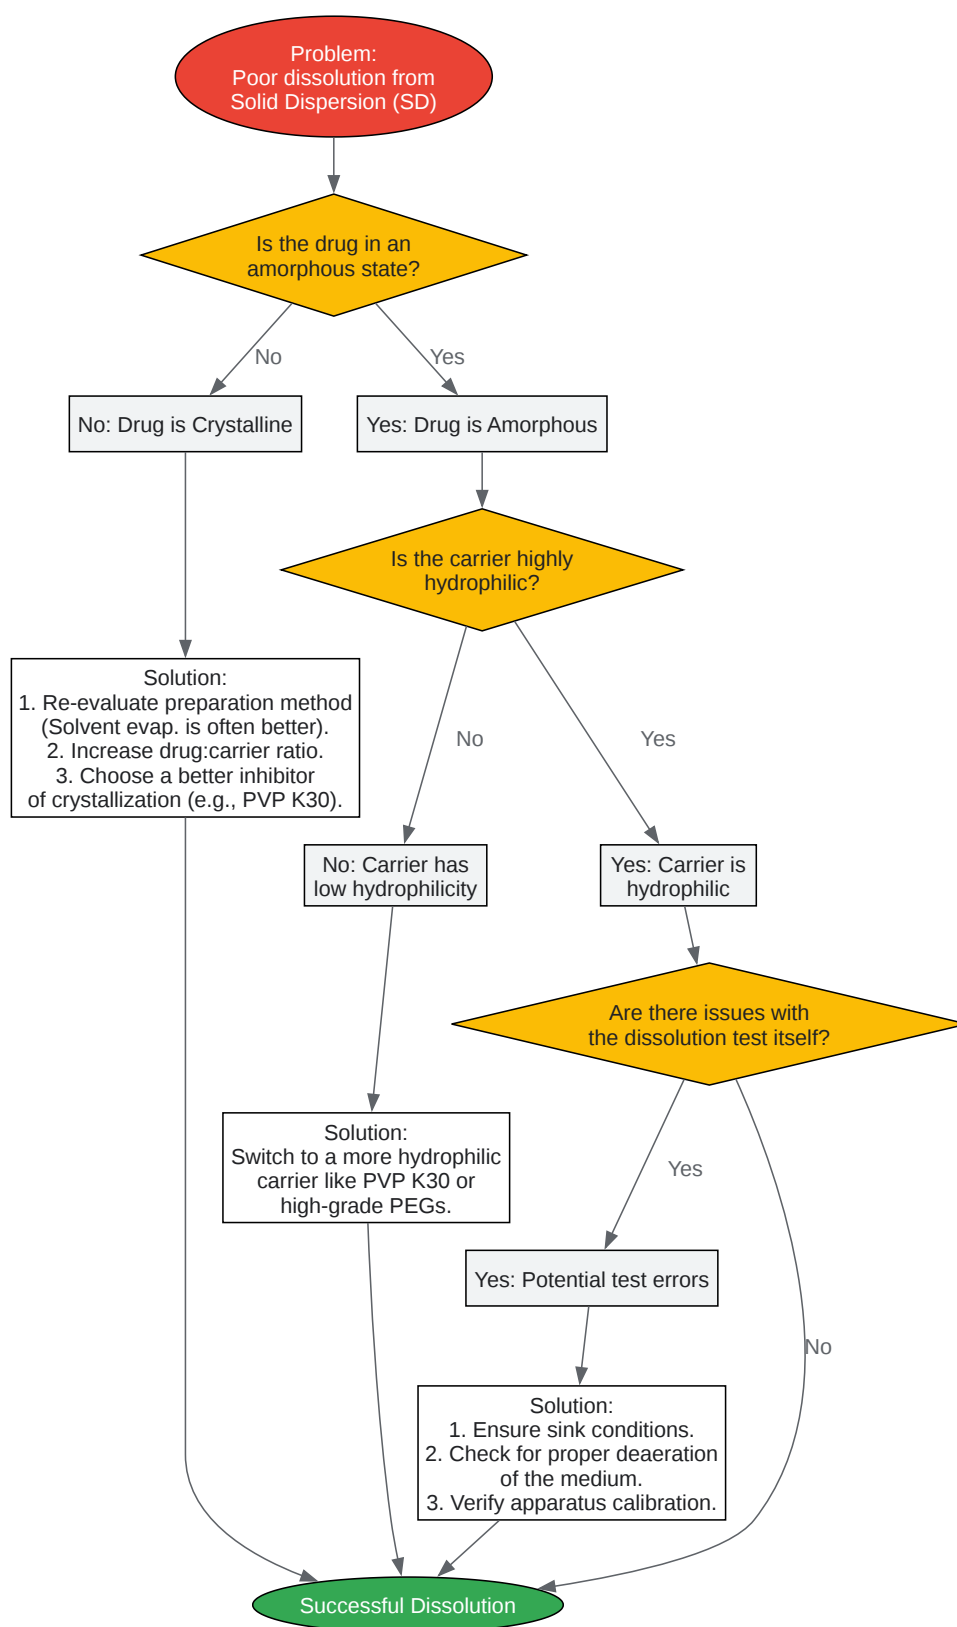 Problem:
Poor dissolution from
Solid Dispersion (SD)
Is the drug in an
amorphous state?
No
Yes
No: Drug is Crystalline
Yes: Drug is Amorphous
Is the carrier highly
hydrophilic?
Solution:
1. Re-evaluate preparation method
(Solvent evap. is often better).
2. Increase drug:carrier ratio.
3. Choose a better inhibitor
of crystallization (e.g., PVP K30).
No
Yes
No: Carrier has
low hydrophilicity
Yes: Carrier is
hydrophilic
Are there issues with
the dissolution test itself?
Solution:
Switch to a more hydrophilic
carrier like PVP K30 or
high-grade PEGs.
Yes
Yes: Potential test errors
No
Solution:
1. Ensure sink conditions.
2. Check for proper deaeration
of the medium.
3. Verify apparatus calibration.
Successful Dissolution